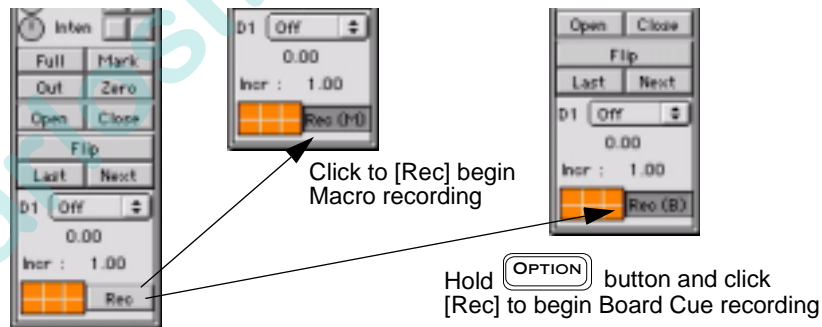 Inten
Full Mark
Out Zero
Open Close
Flip
Last Next
D1 Off
0.00
Incr : 1.00
Rec
D1 Off
0.00
Incr : 1.00
Rec (M)
Click to [Rec] begin
Macro recording
Open Close
Flip
Last Next
D1 Off
0.00
Incr : 1.00
Rec (B)
Hold OPTION button and click
[Rec] to begin Board Cue recording